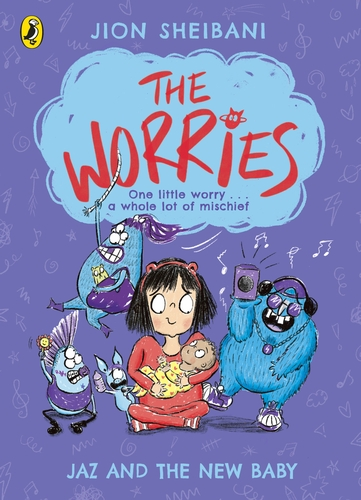 JION SHEIBANI
THE
WORRIES
One little worry . . .
a whole lot of mischief
JAZ AND THE NEW BABY